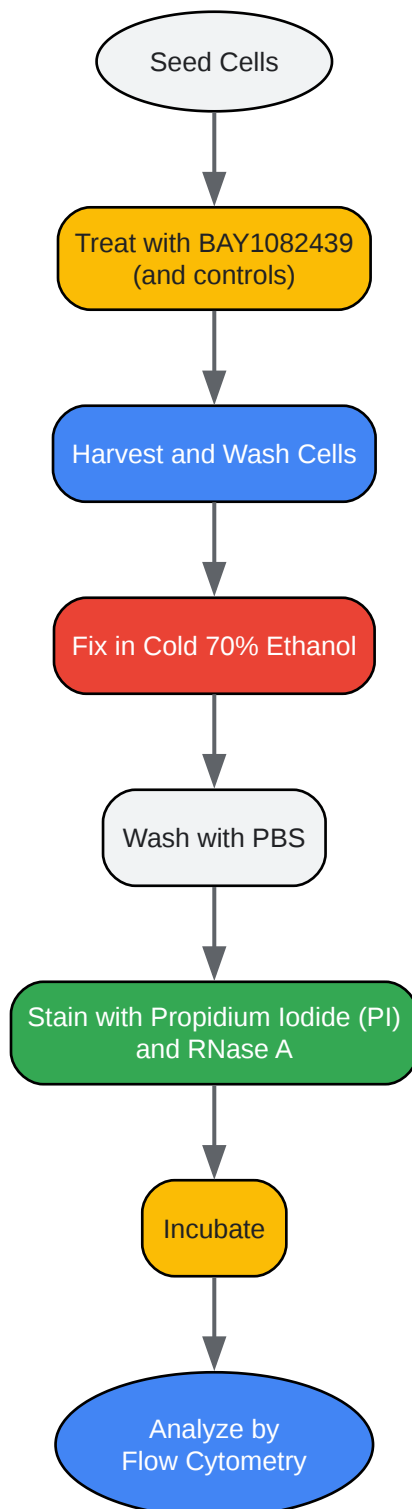 Seed Cells
Treat with BAY1082439
(and controls)
Harvest and Wash Cells
Fix in Cold 70% Ethanol
Wash with PBS
Stain with Propidium Iodide (PI)
and RNase A
Incubate
Analyze by
Flow Cytometry